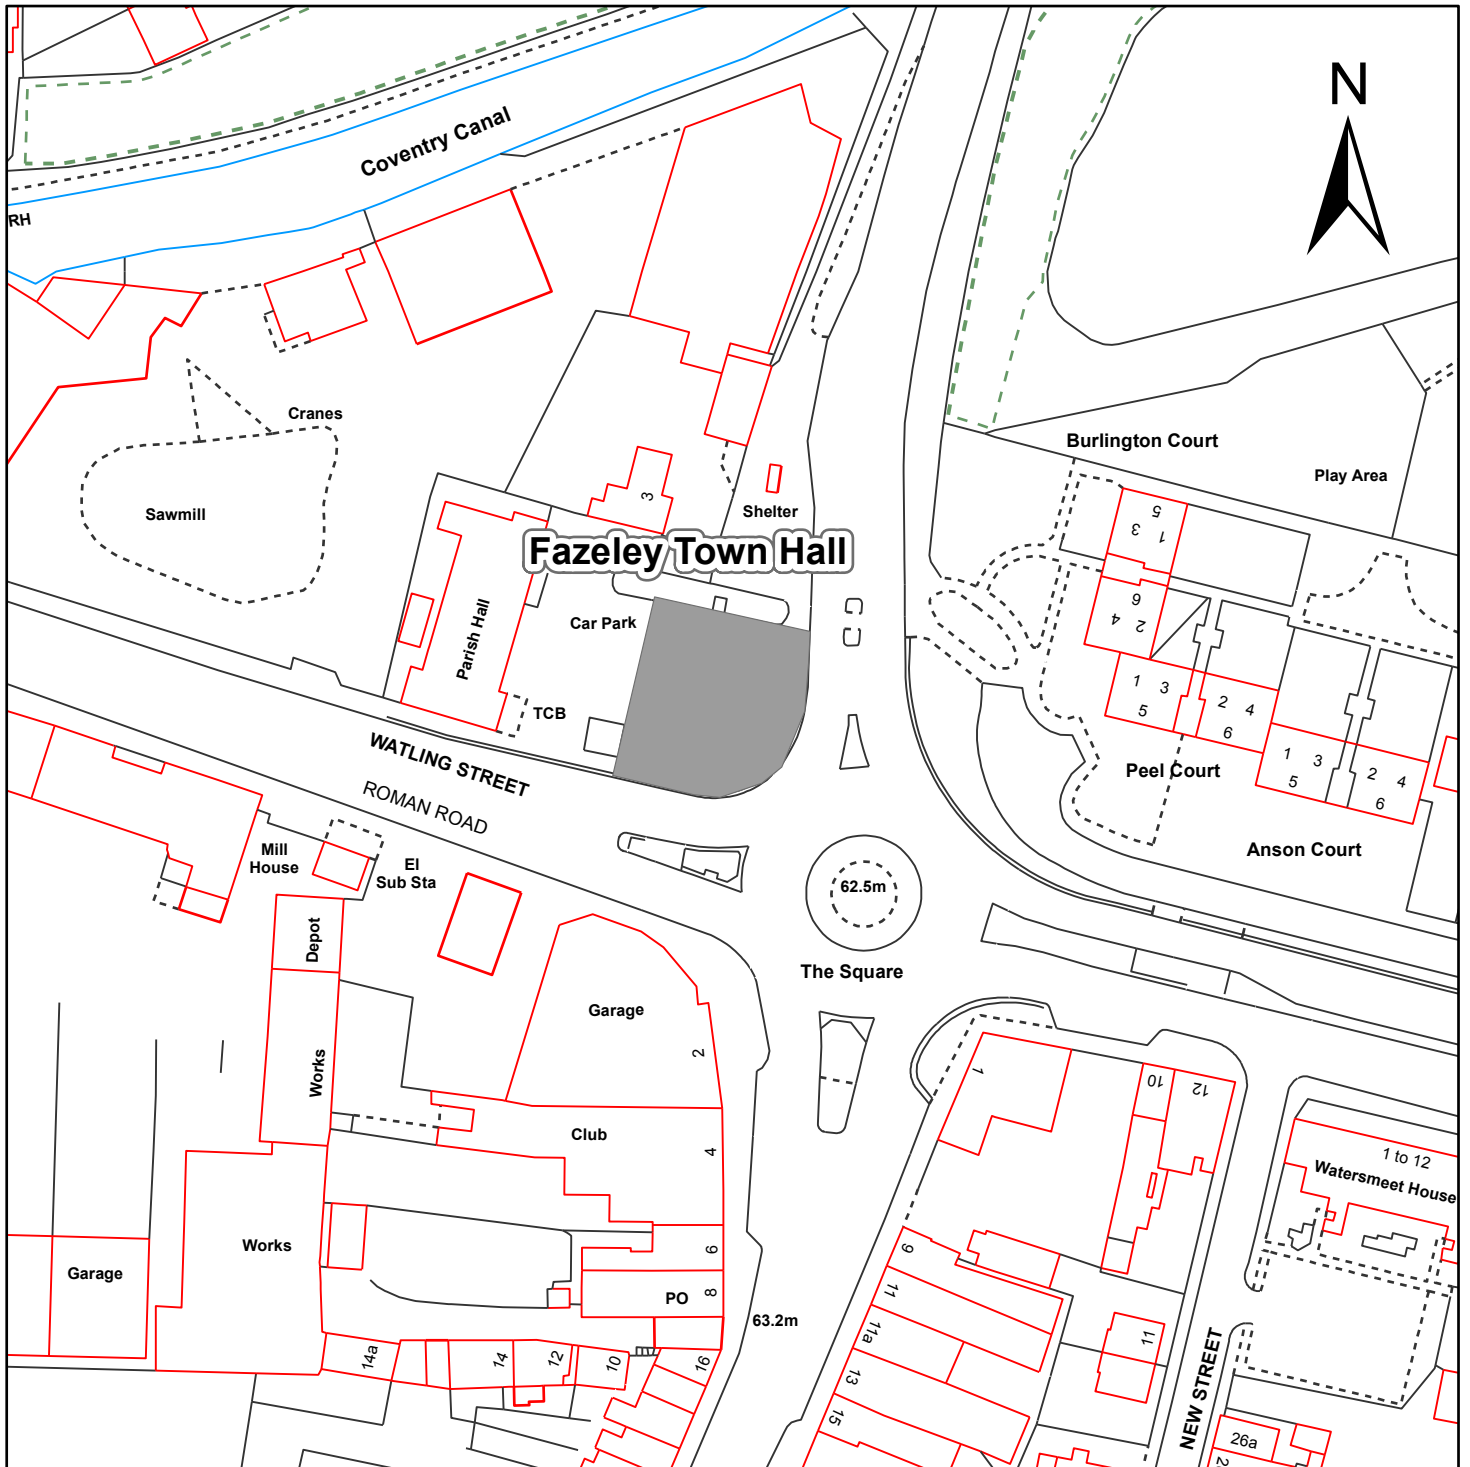 N
Coventry Canal
RH
Cranes
Sawmill
Burlington Court
Play Area
3
Shelter
Fazeley Town Hall
5
3 1
6
4 2
Car Park
Parish Hall
TCB
1 3
5
2 4
6
1 3
5
2 4
6
Peel Court
Anson Court
WATLING STREET
ROMAN ROAD
Mill
House
El
Sub Sta
62.5m
The Square
Depot
Garage
2
Works
1
10
12
Club
4
1 to 12
Watersmeet House
Works
Garage
6
8
PO
63.2m
9
11
11a
13
15
11
14a
14
12
10
16
NEW STREET
26a
2